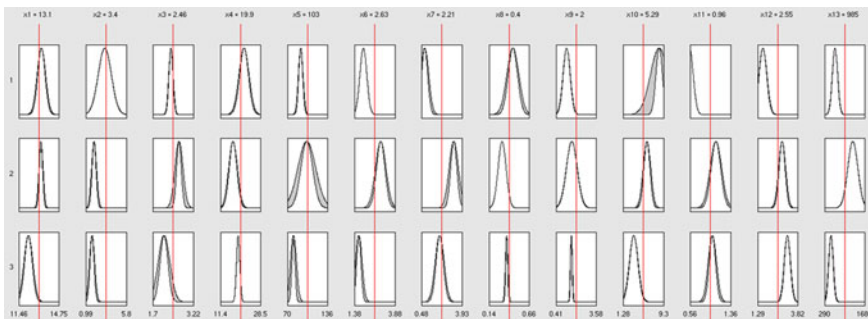 x1 = 13.1 x2 = 3.4 x3 = 2.46 x4 = 19.9 x5 = 103 x6 = 2.63 x7 = 2.21 x8 = 0.4 x9 = 2 x10 = 5.29 x11 = 0.96 x12 = 2.55 x13 = 985
1
2
3
11.46 14.75 0.99 5.8 1.7 3.22 11.4 28.5 70 136 1.38 3.88 0.48 3.93 0.14 0.66 0.41 3.58 1.28 9.3 0.56 1.36 1.29 3.82 290 168